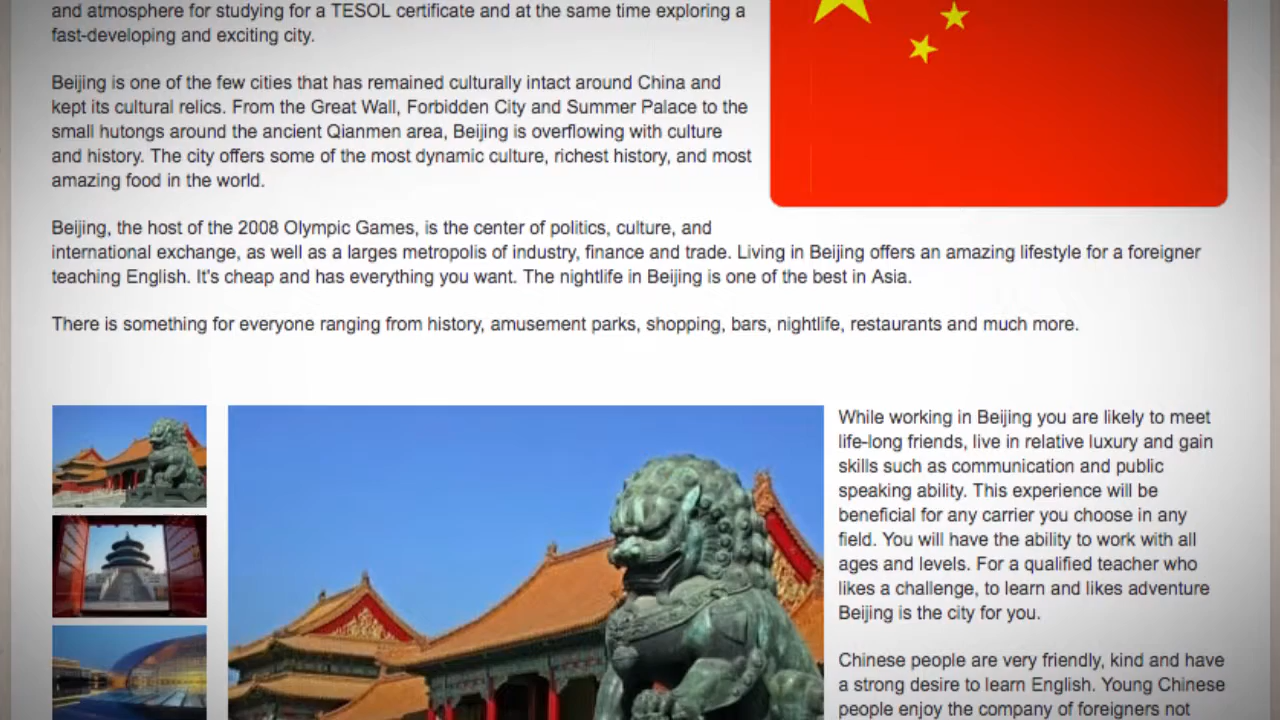 and atmosphere for studying for a TESOL certificate and at the same time exploring a
fast-developing and exciting city.
Beijing is one of the few cities that has remained culturally intact around China and
kept its cultural relics. From the Great Wall, Forbidden City and Summer Palace to the
small hutongs around the ancient Qianmen area, Beijing is overflowing with culture
and history. The city offers some of the most dynamic culture, richest history, and most
amazing food in the world.
Beijing, the host of the 2008 Olympic Games, is the center of politics, culture, and
international exchange, as well as a larges metropolis of industry, finance and trade. Living in Beijing offers an amazing lifestyle for a foreigner
teaching English. It's cheap and has everything you want. The nightlife in Beijing is one of the best in Asia.
There is something for everyone ranging from history, amusement parks, shopping, bars, nightlife, restaurants and much more.
While working in Beijing you are likely to meet
life-long friends, live in relative luxury and gain
skills such as communication and public
speaking ability. This experience will be
beneficial for any carrier you choose in any
field. You will have the ability to work with all
ages and levels. For a qualified teacher who
likes a challenge, to learn and likes adventure
Beijing is the city for you.
Chinese people are very friendly, kind and have
a strong desire to learn English. Young Chinese
people enjoy the company of foreigners not